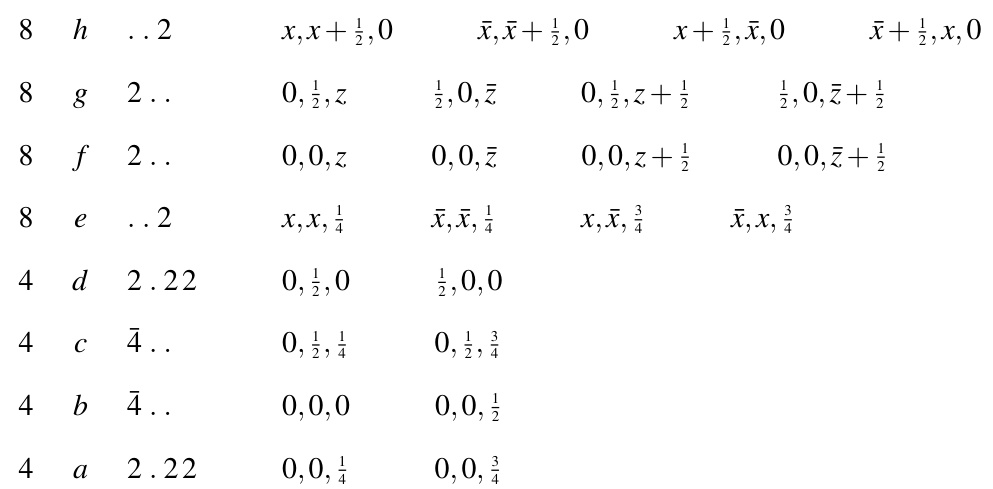 8 h . . 2 x, x + 1/2, 0 x̄, x̄ + 1/2, 0 x + 1/2, x̄, 0 x̄ + 1/2, x, 0
8 g 2 . . 0, 1/2, z 1/2, 0, z̄ 0, 1/2, z + 1/2 1/2, 0, z̄ + 1/2
8 f 2 . . 0, 0, z 0, 0, z̄ 0, 0, z + 1/2 0, 0, z̄ + 1/2
8 e . . 2 x, x, 1/4 x̄, x̄, 1/4 x, x̄, 3/4 x̄, x, 3/4
4 d 2 . 2 2 0, 1/2, 0 1/2, 0, 0
4 c 4̄ . . 0, 1/2, 1/4 0, 1/2, 3/4
4 b 4̄ . . 0, 0, 0 0, 0, 1/2
4 a 2 . 2 2 0, 0, 1/4 0, 0, 3/4